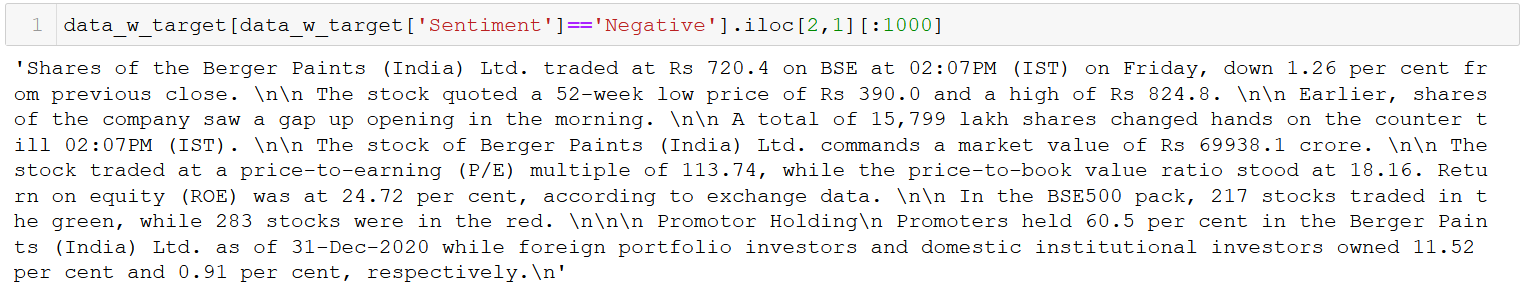 1 data_w_target[data_w_target['Sentiment']=='Negative'].iloc[2,1][:1000]
'Shares of the Berger Paints (India) Ltd. traded at Rs 720.4 on BSE at 02:07PM (IST) on Friday, down 1.26 per cent fr
om previous close. \n\n The stock quoted a 52-week low price of Rs 390.0 and a high of Rs 824.8. \n\n Earlier, shares
of the company saw a gap up opening in the morning. \n\n A total of 15,799 lakh shares changed hands on the counter t
ill 02:07PM (IST). \n\n The stock of Berger Paints (India) Ltd. commands a market value of Rs 69938.1 crore. \n\n The
stock traded at a price-to-earning (P/E) multiple of 113.74, while the price-to-book value ratio stood at 18.16. Retu
rn on equity (ROE) was at 24.72 per cent, according to exchange data. \n\n In the BSE500 pack, 217 stocks traded in t
he green, while 283 stocks were in the red. \n\n\n Promotor Holding\n Promoters held 60.5 per cent in the Berger Pain
ts (India) Ltd. as of 31-Dec-2020 while foreign portfolio investors and domestic institutional investors owned 11.52
per cent and 0.91 per cent, respectively.\n'